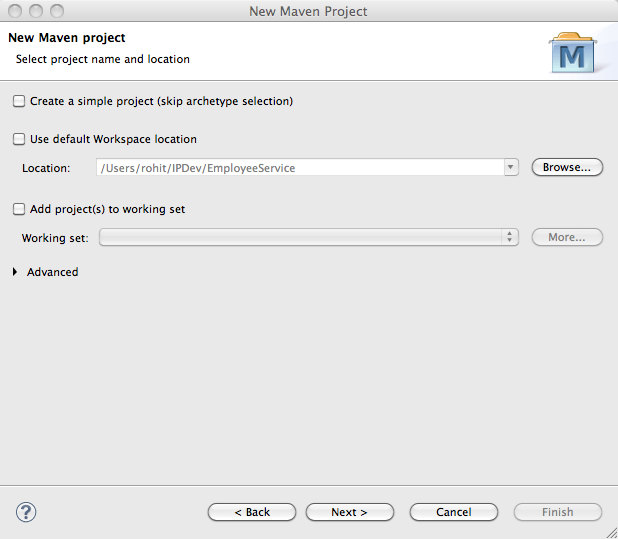 New Maven Project
New Maven project
Select project name and location
M
Create a simple project (skip archetype selection)
Use default Workspace location
Location: /Users/rohit/IPDev/EmployeeService Browse...
Add project(s) to working set
Working set: More...
Advanced
? < Back Next > Cancel Finish